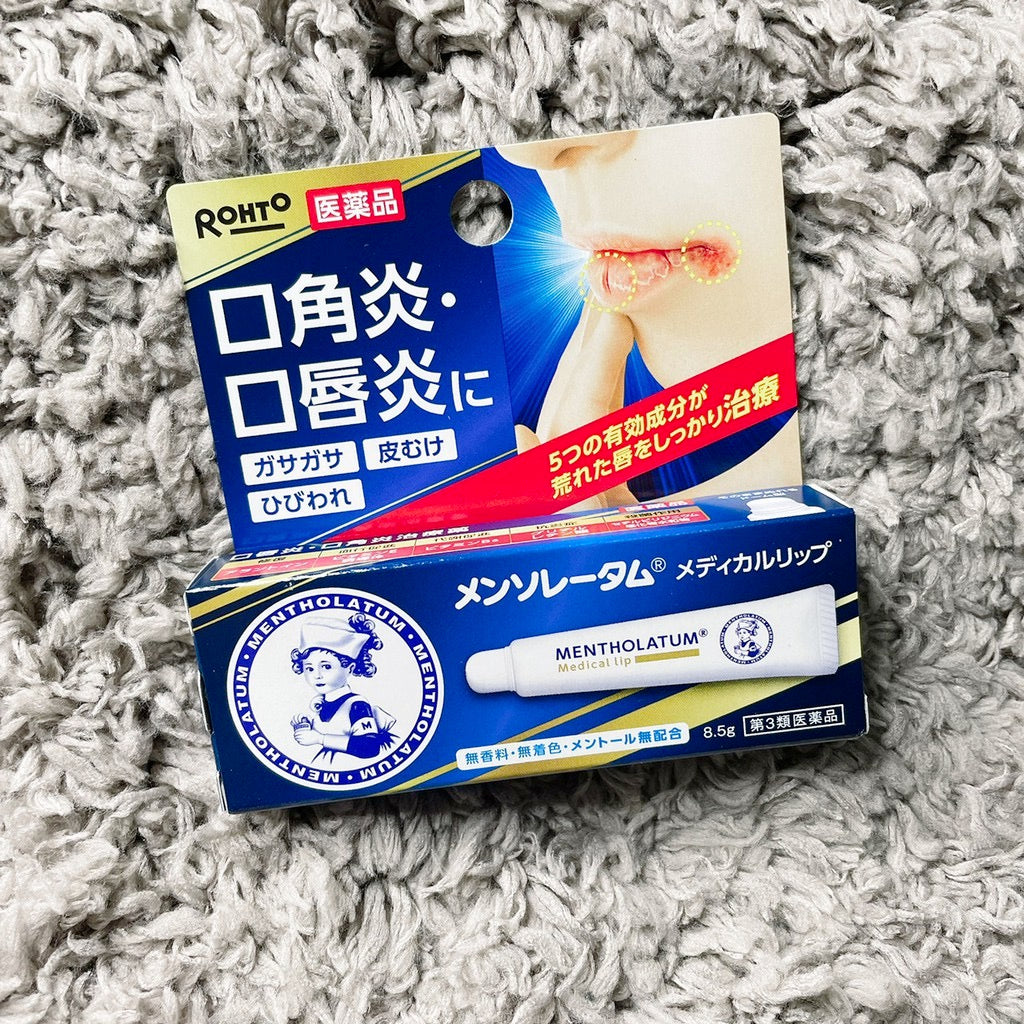 ROHTO 医薬品
口角炎・
口唇炎に
ガサガサ 皮むけ
ひびわれ
5つの有効成分が
荒れた唇をしっかり治療
メンソレータム® メディカルリップ
MENTHOLATUM®
Medical lip
MENTHOLATUM・MENTHOLATUM・MENTHOLATUM・MENTHOLATUM
M
無香料・無着色・メントール無配合
8.5g 第3類医薬品